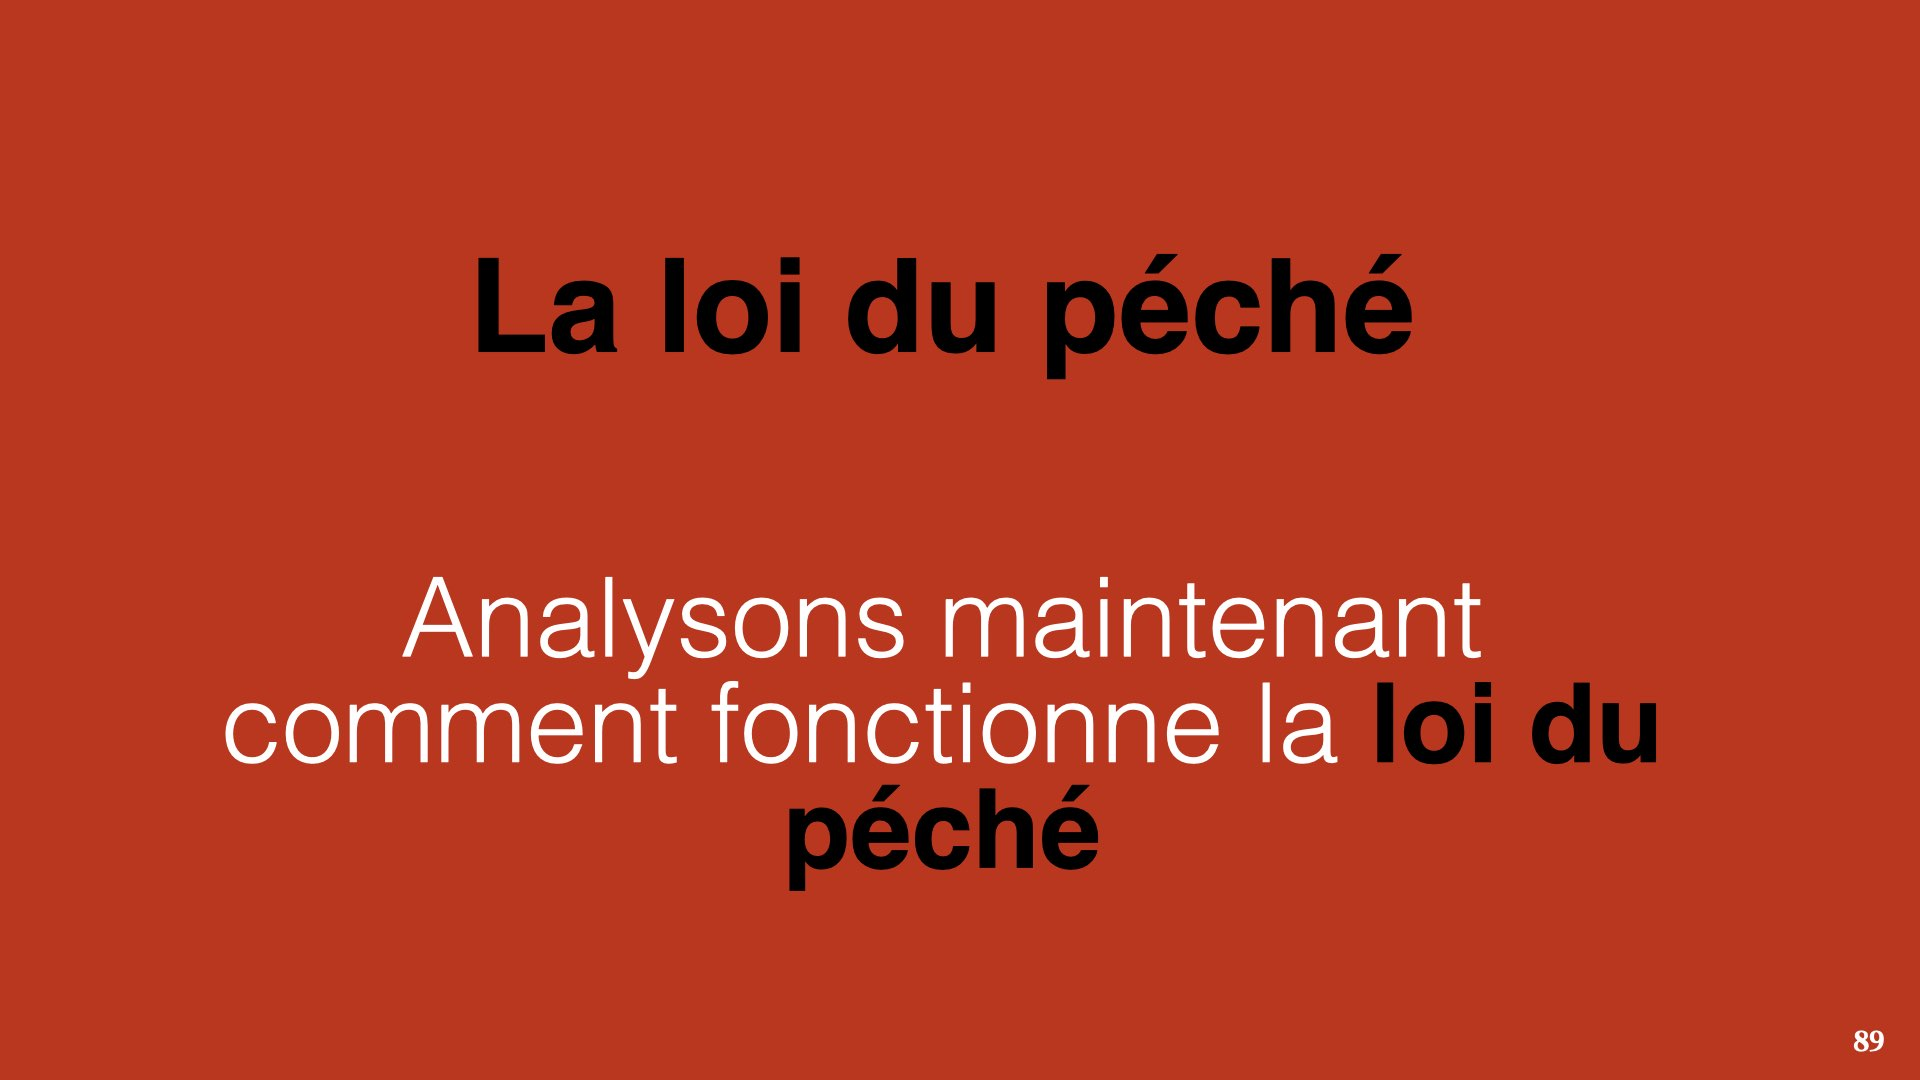 La loi du péché
Analysons maintenant
comment fonctionne la loi du
péché
89